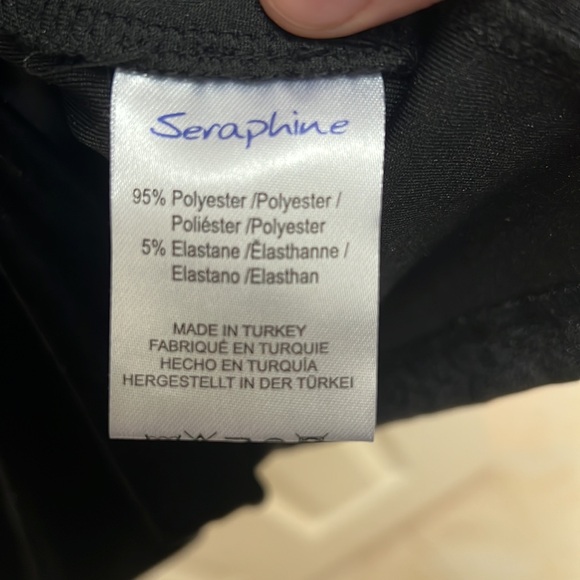 Seraphine
95% Polyester /Polyester /
Poliéster /Polyester
5% Elastane /Élasthanne /
Elastano /Elasthan
MADE IN TURKEY
FABRIQUÉ EN TURQUIE
HECHO EN TURQUÍA
HERGESTELLT IN DER TÜRKEI